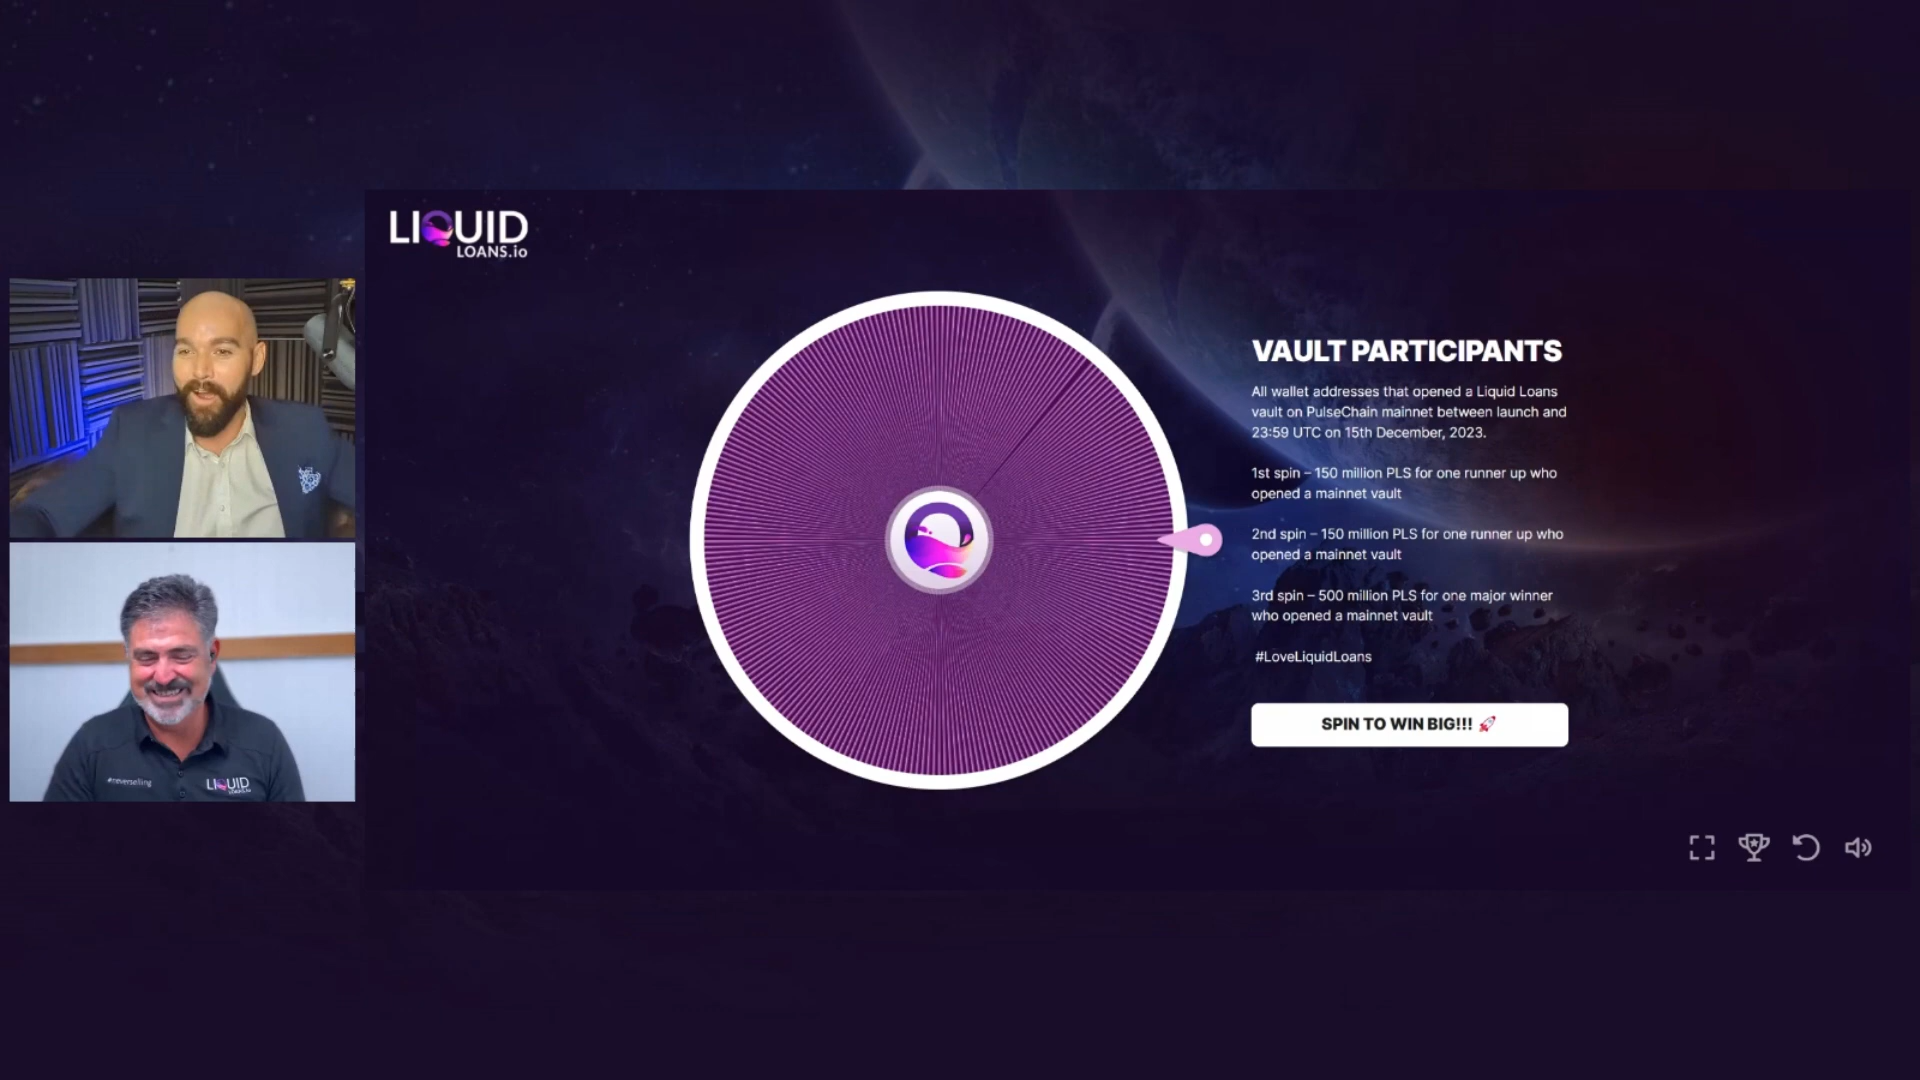 LIQUID
LOANS.io
VAULT PARTICIPANTS
All wallet addresses that opened a Liquid Loans
vault on PulseChain mainnet between launch and
23:59 UTC on 15th December, 2023.
1st spin – 150 million PLS for one runner up who
opened a mainnet vault
2nd spin – 150 million PLS for one runner up who
opened a mainnet vault
3rd spin – 500 million PLS for one major winner
who opened a mainnet vault
#LoveLiquidLoans
SPIN TO WIN BIG!!! 🚀
#neverselling
LIQUID
LOANS.io